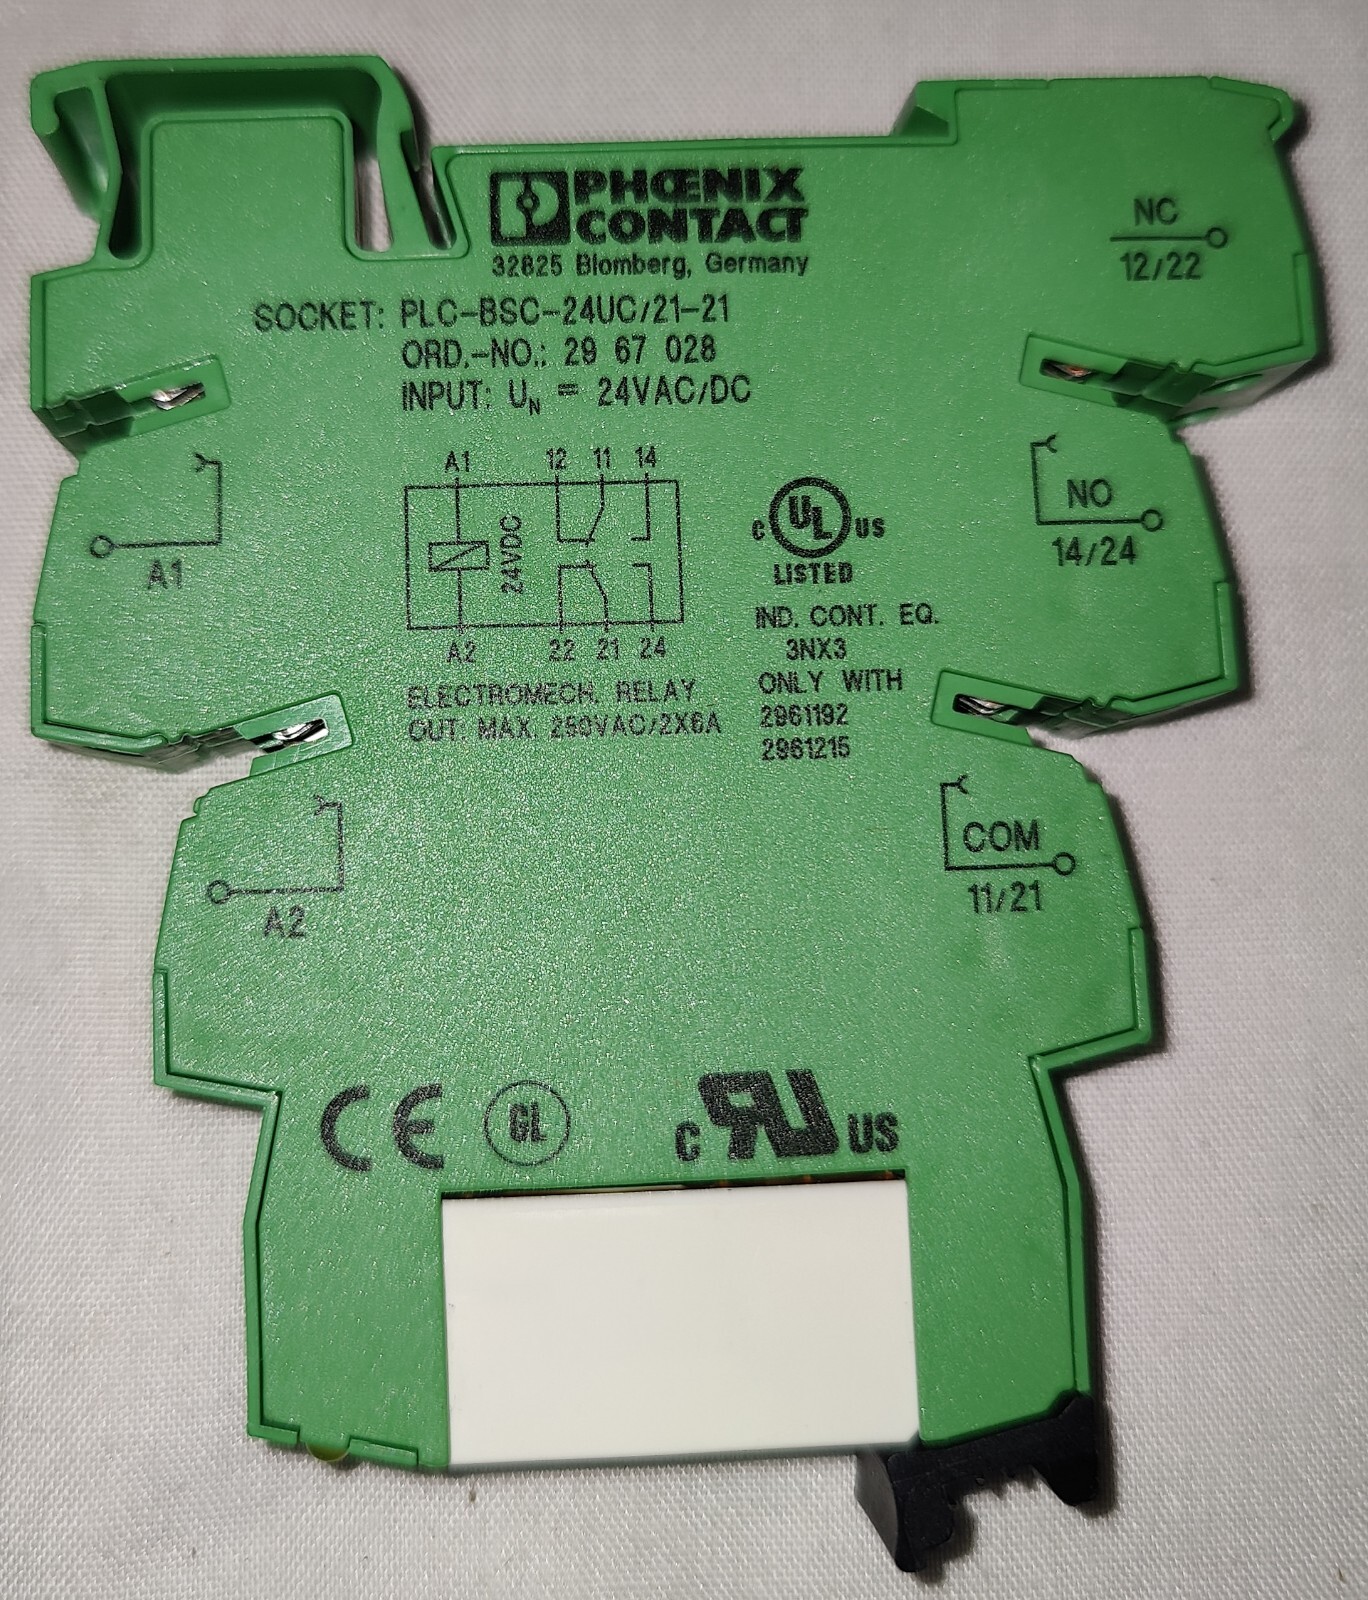 PHŒNIX
CONTACT
32825 Blomberg, Germany
NC
12/22
SOCKET: PLC-BSC-24UC/21-21
ORD.-NO.: 29 67 028
INPUT: UN = 24VAC/DC
A1 12 11 14
24VDC
A2 22 21 24
ELECTROMECH. RELAY
OUT: MAX. 250VAC/2X6A
C UL US
LISTED
IND. CONT. EQ.
3NX3
ONLY WITH
2961192
2961215
A1
NO
14/24
A2
COM
11/21
CE GL C RU US